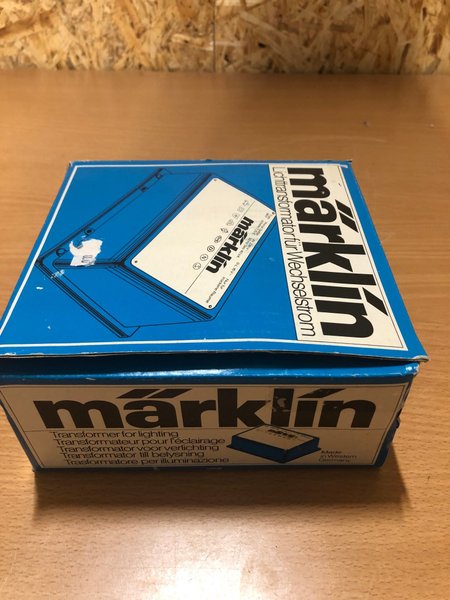 märklin
Lichttransformator für Wechselstrom
märklin
märklin
Transformer for lighting
Transformateur pour l'éclairage
Transformator voor verlichting
Transformator till belysning
Trasformatore per illuminazione
Made
in Western
Germany